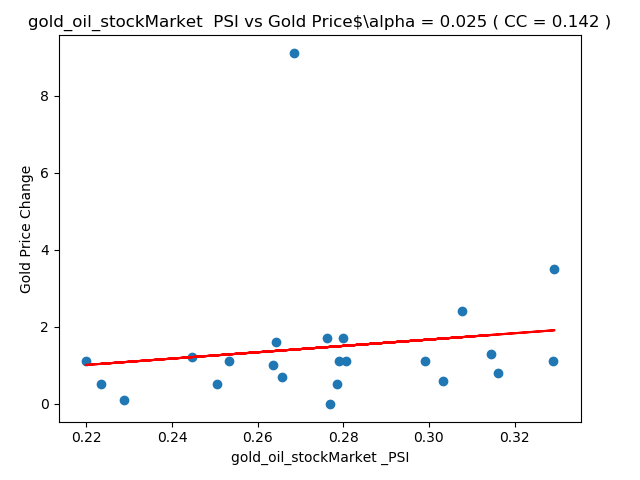 gold_oil_stockMarket  PSI vs Gold Price$\alpha = 0.025 ( CC = 0.142 )
Gold Price Change
8
6
4
2
0
0.22 0.24 0.26 0.28 0.30 0.32
gold_oil_stockMarket _PSI